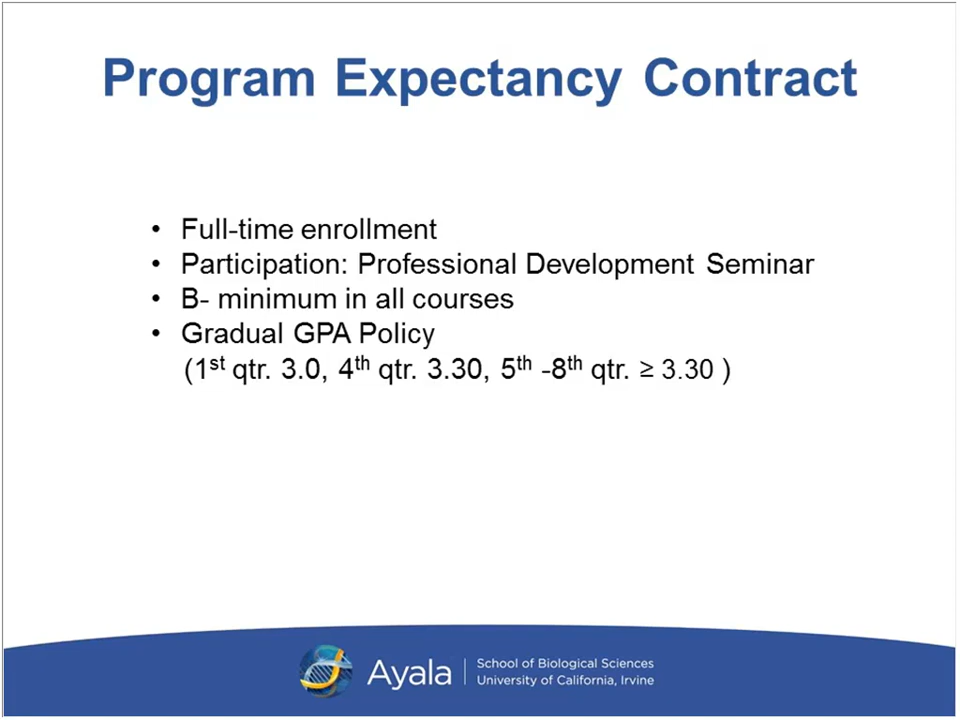 Program Expectancy Contract
• Full-time enrollment
• Participation: Professional Development Seminar
• B- minimum in all courses
• Gradual GPA Policy
(1st qtr. 3.0, 4th qtr. 3.30, 5th -8th qtr. ≥ 3.30 )
Ayala
School of Biological Sciences
University of California, Irvine